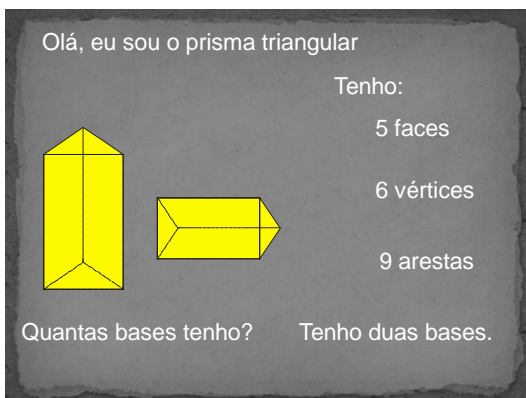 Olá, eu sou o prisma triangular
Tenho:
5 faces
6 vértices
9 arestas
Quantas bases tenho?
Tenho duas bases.